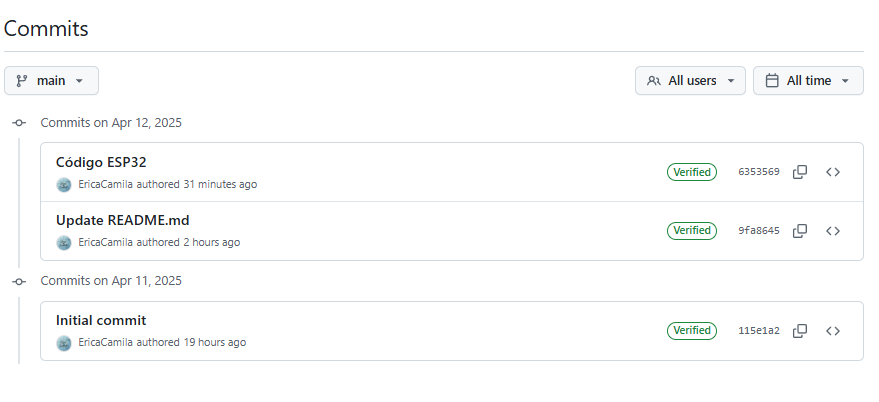 Commits
main
All users
All time
Commits on Apr 12, 2025
Código ESP32
Verified
6353569
EricaCamila authored 31 minutes ago
Update README.md
Verified
9fa8645
EricaCamila authored 2 hours ago
Commits on Apr 11, 2025
Initial commit
Verified
115e1a2
EricaCamila authored 19 hours ago